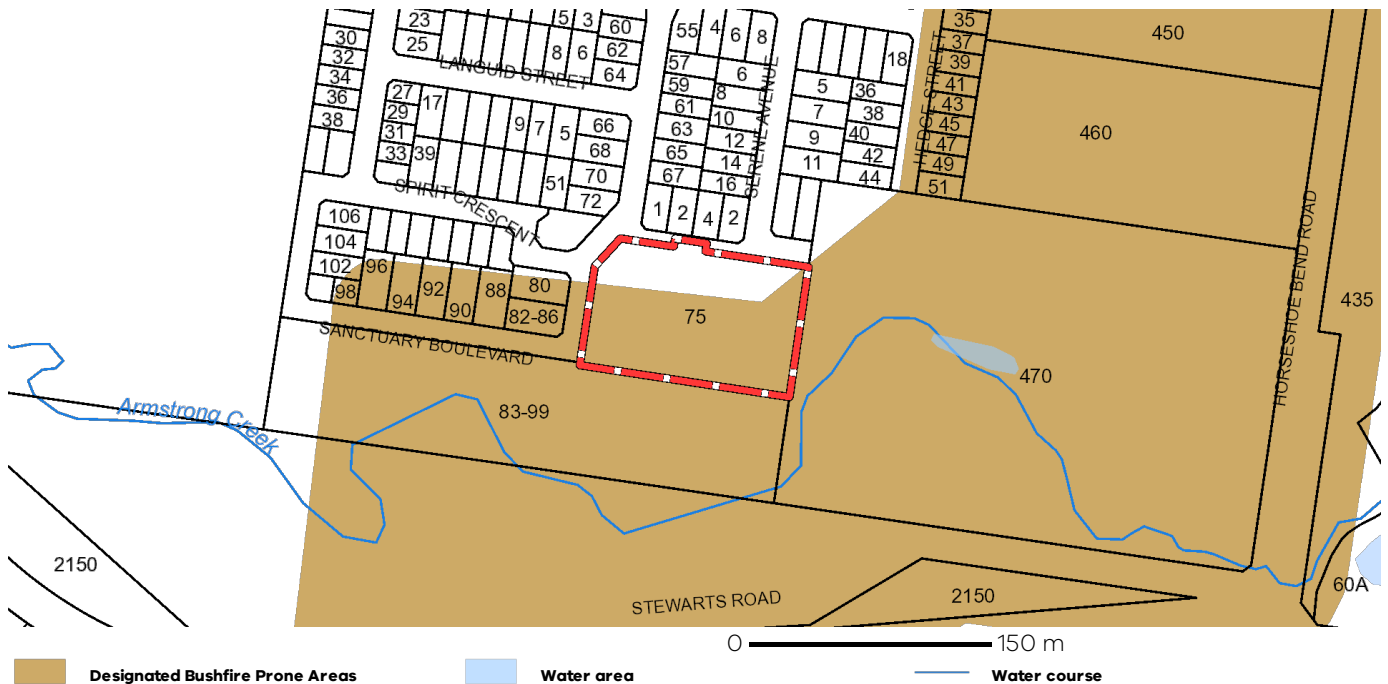 23 5 3 60 55 4 6 8 35 450
30 25 8 6 62 18 37
32 LANGUID STREET 64 57 6 SERENE AVENUE HEDGE STREET 39
34 27 17 59 8 5 36 41
36 29 9 7 5 66 61 10 7 38 43 460
38 31 68 63 12 9 40 45
33 39 70 65 14 11 42 47
51 67 16 44 49
SPIRIT CRESCENT 72 1 2 4 2 51
106
104
102 96 80 HORSESHOE BEND ROAD 435
98 94 92 90 88 82-86 75
SANCTUARY BOULEVARD
470
Armstrong Creek 83-99
2150 60A
STEWARTS ROAD 2150
0 150 m
Designated Bushfire Prone Areas Water area Water course